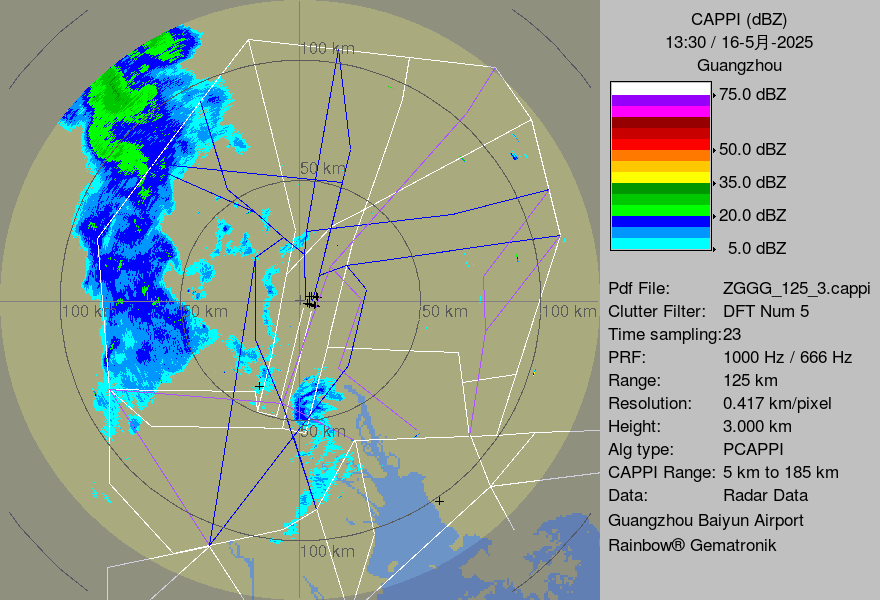 100 km
50 km
100 km
50 km
50 km
100 km
50 km
100 km
CAPPI (dBZ)
13:30 / 16-5月-2025
Guangzhou
75.0 dBZ
50.0 dBZ
35.0 dBZ
20.0 dBZ
5.0 dBZ
Pdf File: ZGGG_125_3.cappi
Clutter Filter: DFT Num 5
Time sampling:23
PRF: 1000 Hz / 666 Hz
Range: 125 km
Resolution: 0.417 km/pixel
Height: 3.000 km
Alg type: PCAPPI
CAPPI Range: 5 km to 185 km
Data: Radar Data
Guangzhou Baiyun Airport
Rainbow® Gematronik